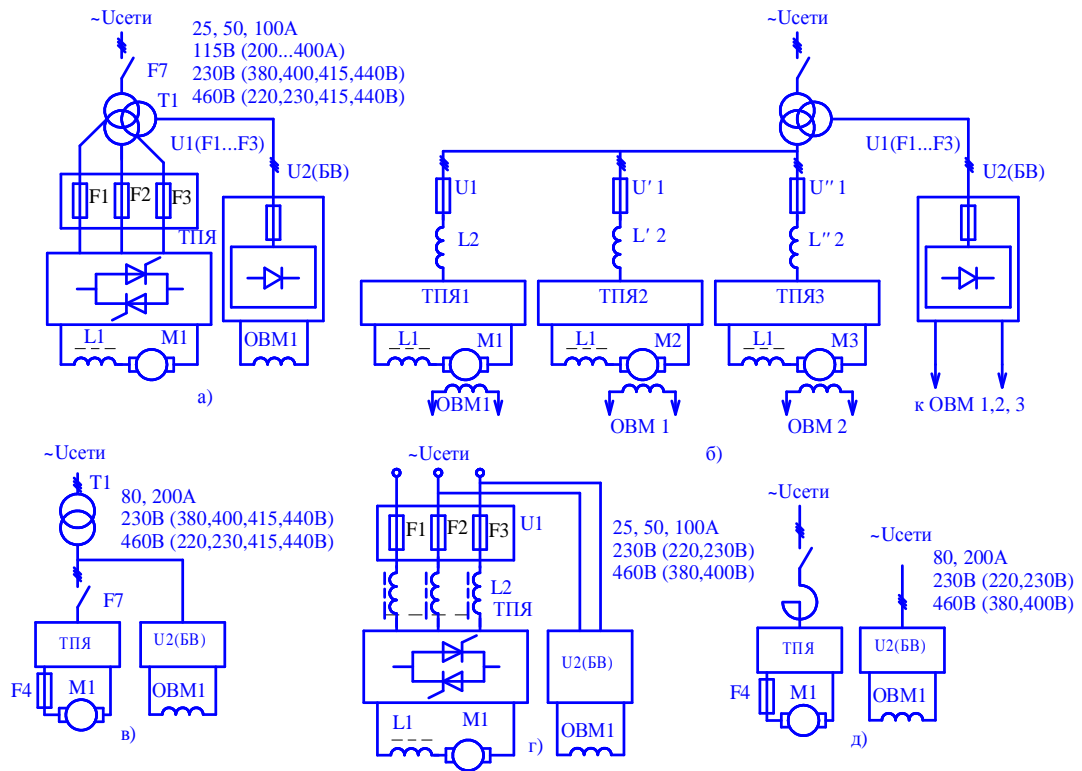 ~Uсети
25, 50, 100А
115В (200...400А)
230В (380,400,415,440В)
460В (220,230,415,440В)
F7
T1
U1(F1...F3)
U2(БВ)
F1
F2
F3
ТПЯ
L1
M1
ОВМ1
а)
~Uсети
U1(F1...F3)
U2(БВ)
U1
U' 1
U'' 1
L2
L' 2
L'' 2
ТПЯ1
ТПЯ2
ТПЯ3
L1
M1
L1
M2
L1
M3
ОВМ1
ОВМ 1
ОВМ 2
к ОВМ 1,2, 3
б)
~Uсети
T1
80, 200А
230В (380,400,415,440В)
460В (220,230,415,440В)
F7
ТПЯ
U2(БВ)
F4
M1
ОВМ1
в)
~Uсети
F1
F2
F3
U1
25, 50, 100А
230В (220,230В)
460В (380,400В)
L2
ТПЯ
U2(БВ)
L1
M1
ОВМ1
г)
~Uсети
~Uсети
80, 200А
230В (220,230В)
460В (380,400В)
ТПЯ
U2(БВ)
F4
M1
ОВМ1
д)